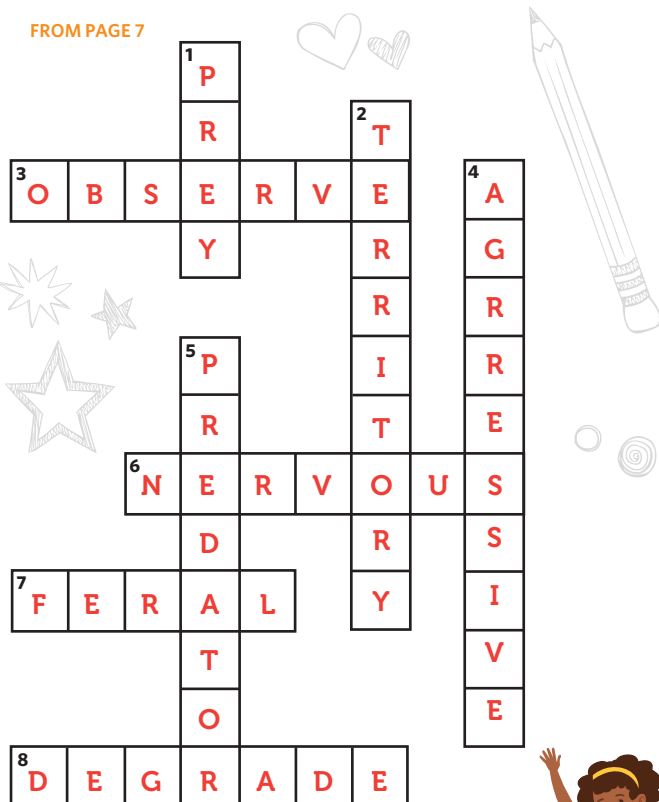 FROM PAGE 7
1 P
R 2 T
3 O B S E R V E 4 A
Y R G
R R
5 P I R
R T E
6 N E R V O U S
D R S
7 F E R A L Y I
T V
O E
8 D E G R A D E